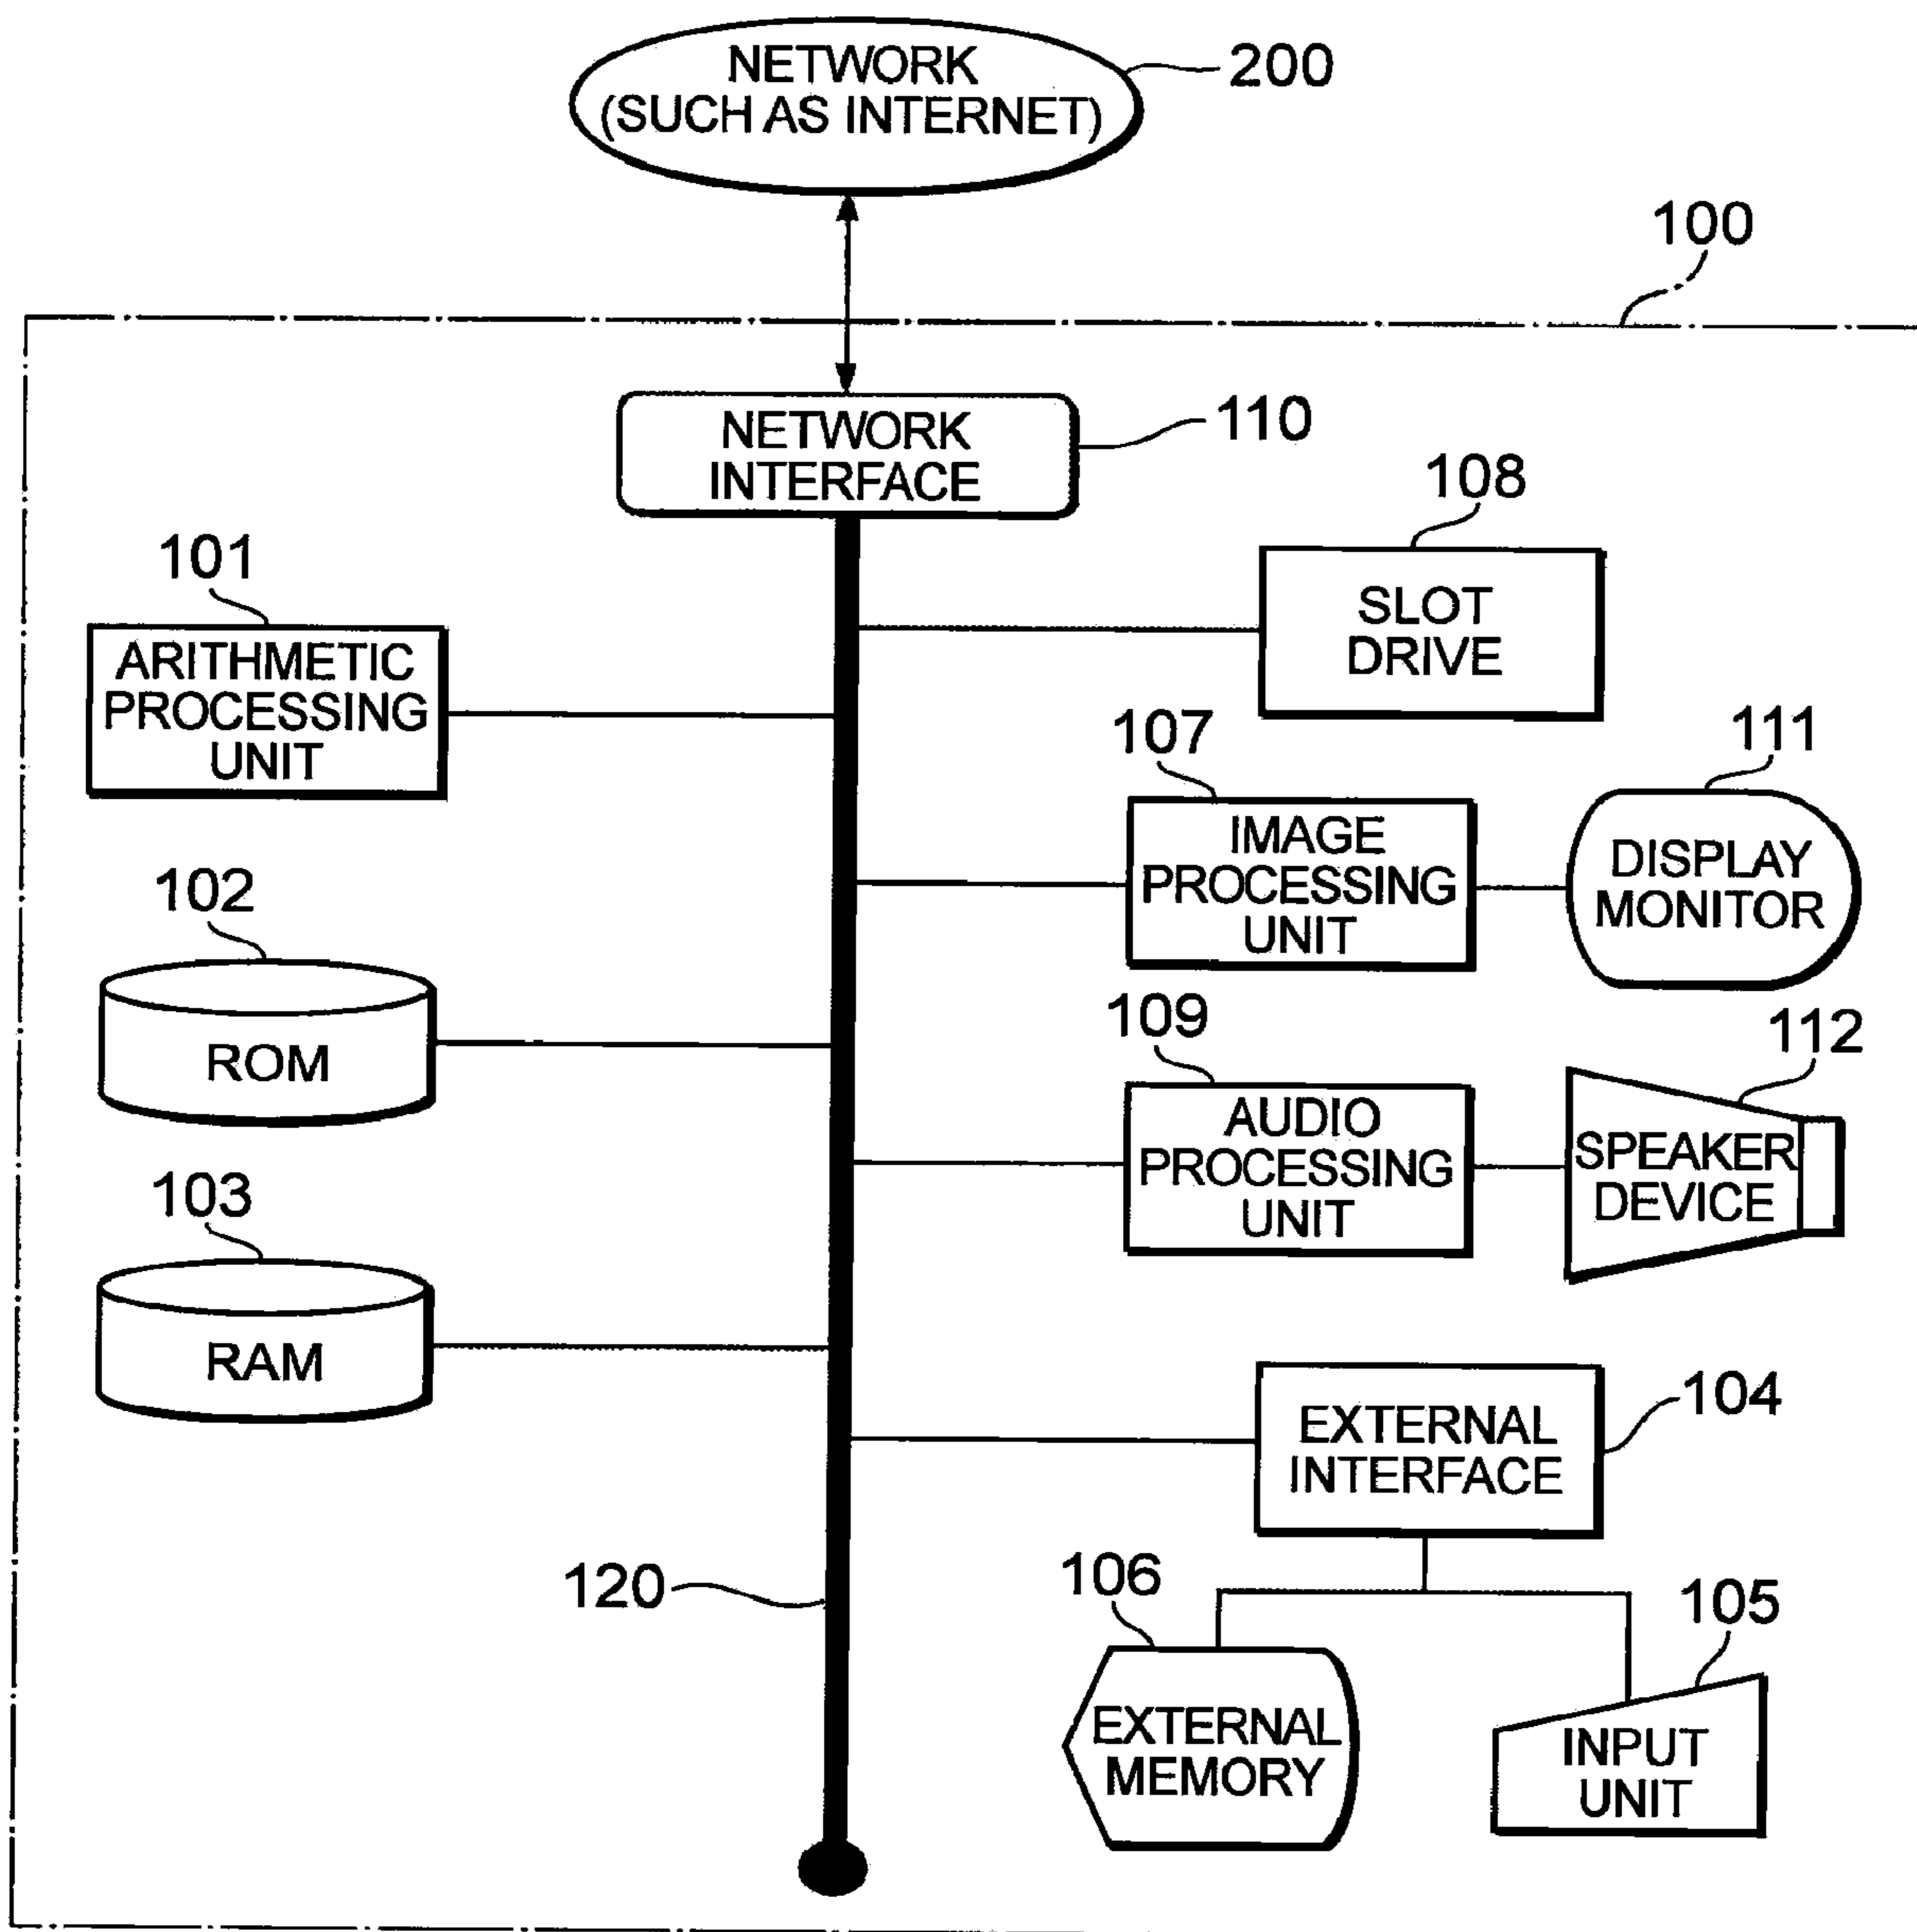 NETWORK
(SUCH AS INTERNET)
200
100
NETWORK
INTERFACE
110
108
SLOT
DRIVE
101
ARITHMETIC
PROCESSING
UNIT
107
IMAGE
PROCESSING
UNIT
111
DISPLAY
MONITOR
102
ROM
109
AUDIO
PROCESSING
UNIT
112
SPEAKER
DEVICE
103
RAM
EXTERNAL
INTERFACE
104
120
106
EXTERNAL
MEMORY
105
INPUT
UNIT